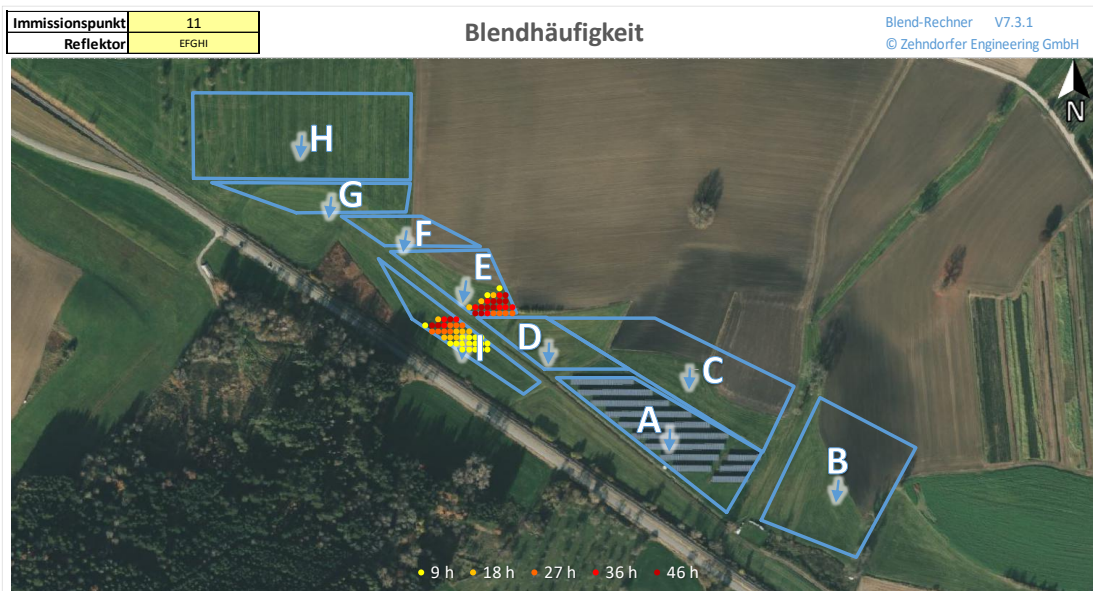 Immissionspunkt 11
Reflektor EFGHI
Blendhäufigkeit
Blend-Rechner V7.3.1
© Zehndorfer Engineering GmbH
N
H
G
F
E
D
I
C
A
B
9 h 18 h 27 h 36 h 46 h